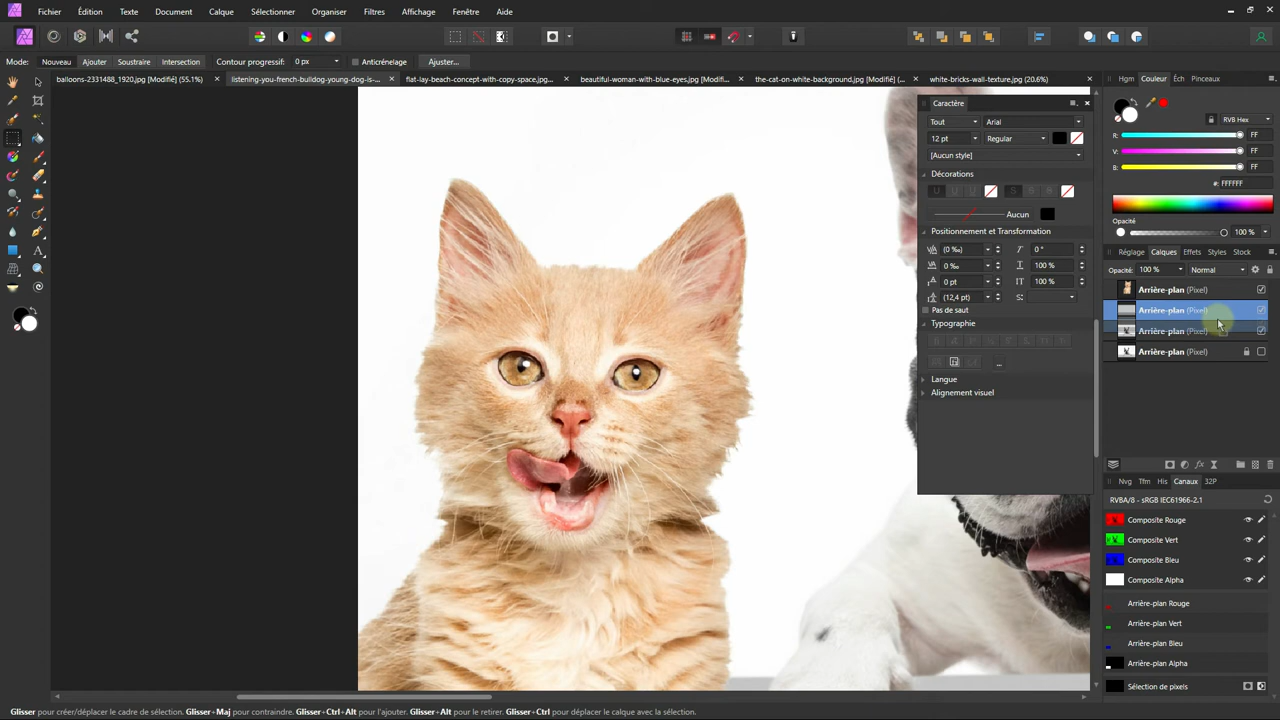 Fichier Édition Texte Document Calque Sélectionner Organiser Filtres Affichage Fenêtre Aide
Mode: Nouveau Ajouter Soustraire Intersection Contour progressif: 0 px Anticrénelage Ajuster...
balloons-2331488_1920.jpg [Modifié] (55.1%) listening-you-french-bulldog-young-dog-is-... flat-lay-beach-concept-with-copy-space.jpg... beautiful-woman-with-blue-eyes.jpg [Modifi... the-cat-on-white-background.jpg [Modifié] (... white-bricks-wall-texture.jpg (20.6%)
Hgm Couleur Éch Pinceaux
Caractère
Tout Arial
12 pt Regular
[Aucun style]
Décorations
U U U S S S
Aucun
Positionnement et Transformation
(0 ‰) 0 °
0 ‰ 100 %
0 pt 100 %
(12,4 pt) S:
Pas de saut
Typographie
...
Langue
Alignement visuel
RVB Hex
R: FF
V: FF
B: FF
#: FFFFFF
Opacité
100 %
Réglage Calques Effets Styles Stock
Opacité: 100 % Normal
Arrière-plan (Pixel)
Arrière-plan (Pixel)
Arrière-plan (Pixel)
Arrière-plan (Pixel)
Nvg Tfm His Canaux 32P
RVBA/8 - sRGB IEC61966-2.1
Composite Rouge
Composite Vert
Composite Bleu
Composite Alpha
Arrière-plan Rouge
Arrière-plan Vert
Arrière-plan Bleu
Arrière-plan Alpha
Sélection de pixels
Glisser pour créer/déplacer le cadre de sélection. Glisser+Maj pour contraindre. Glisser+Ctrl+Alt pour l'ajouter. Glisser+Alt pour le retirer. Glisser+Ctrl pour déplacer le calque avec la sélection.